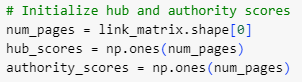 # Initialize hub and authority scores
num_pages = link_matrix.shape[0]
hub_scores = np.ones(num_pages)
authority_scores = np.ones(num_pages)